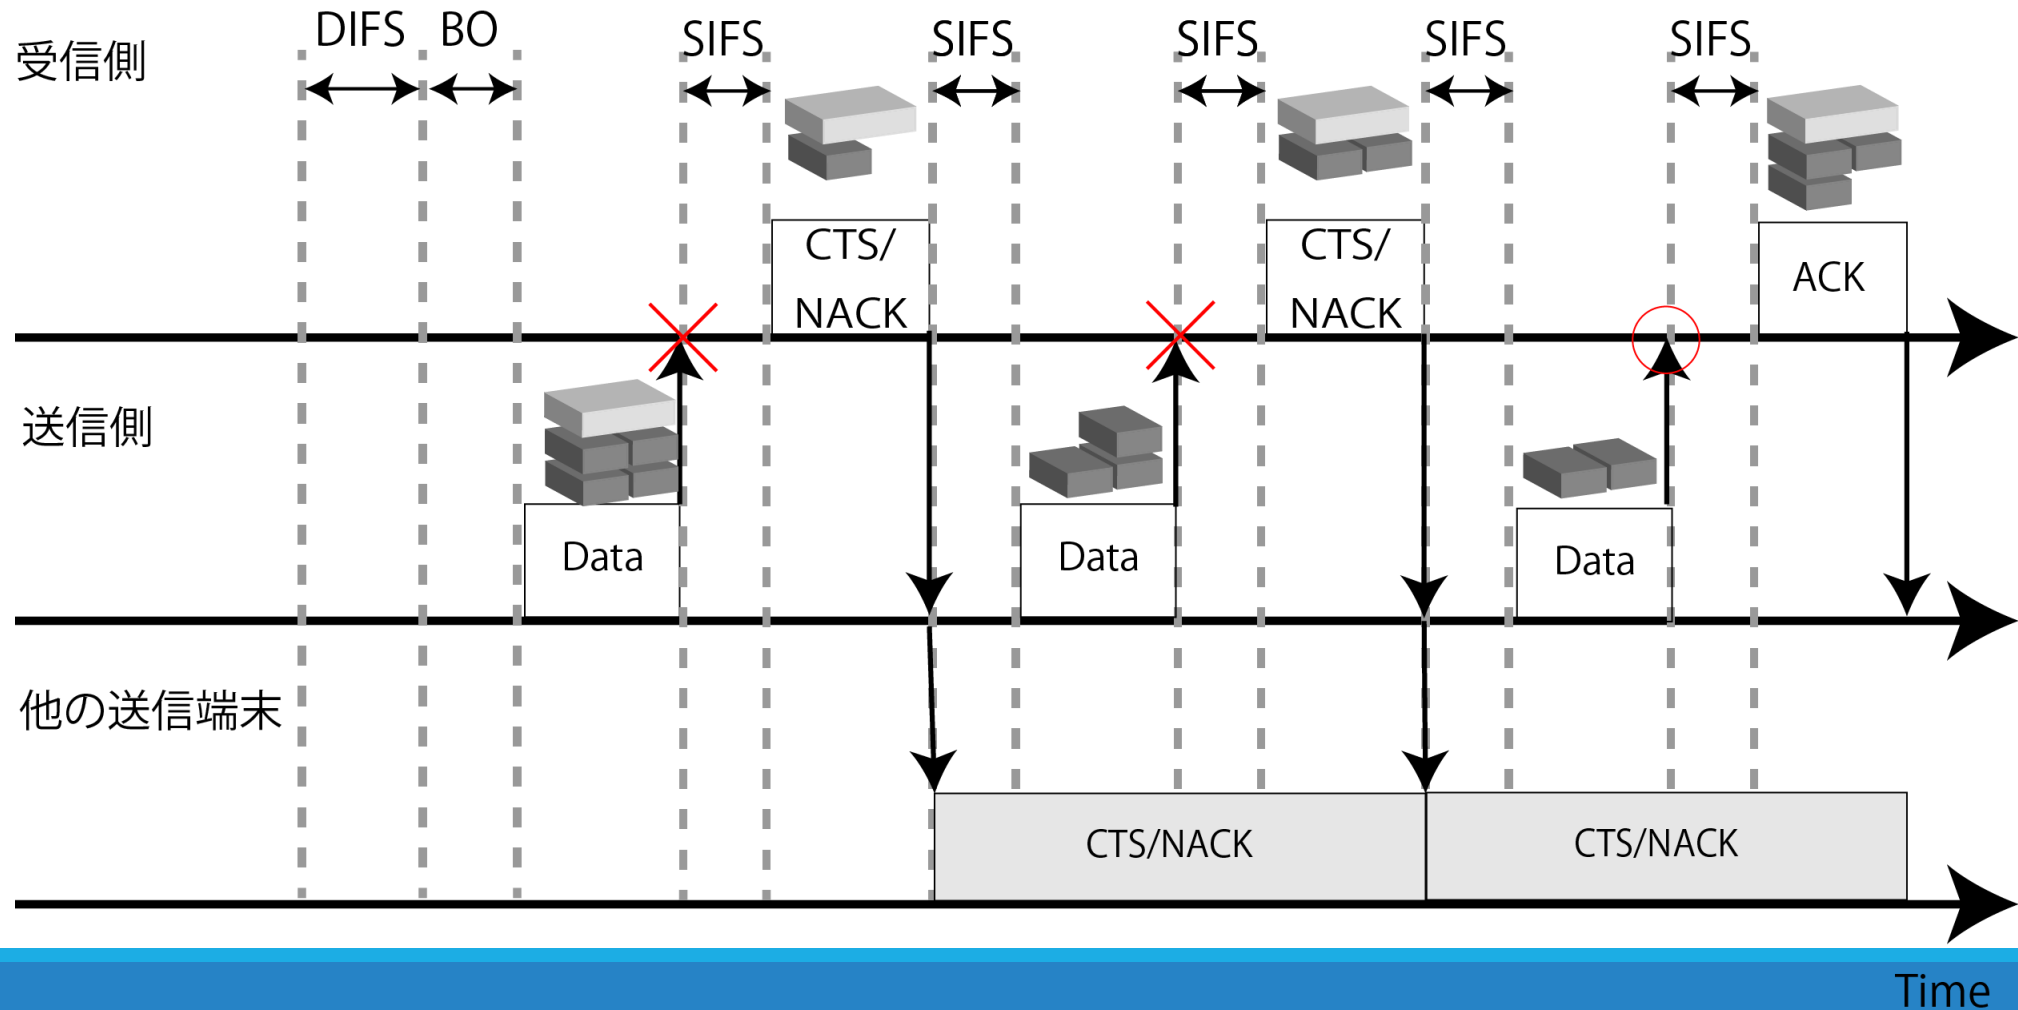 DIFS
BO
SIFS
SIFS
SIFS
SIFS
SIFS
受信側
CTS/
NACK
CTS/
NACK
ACK
送信側
Data
Data
Data
他の送信端末
CTS/NACK
CTS/NACK
Time